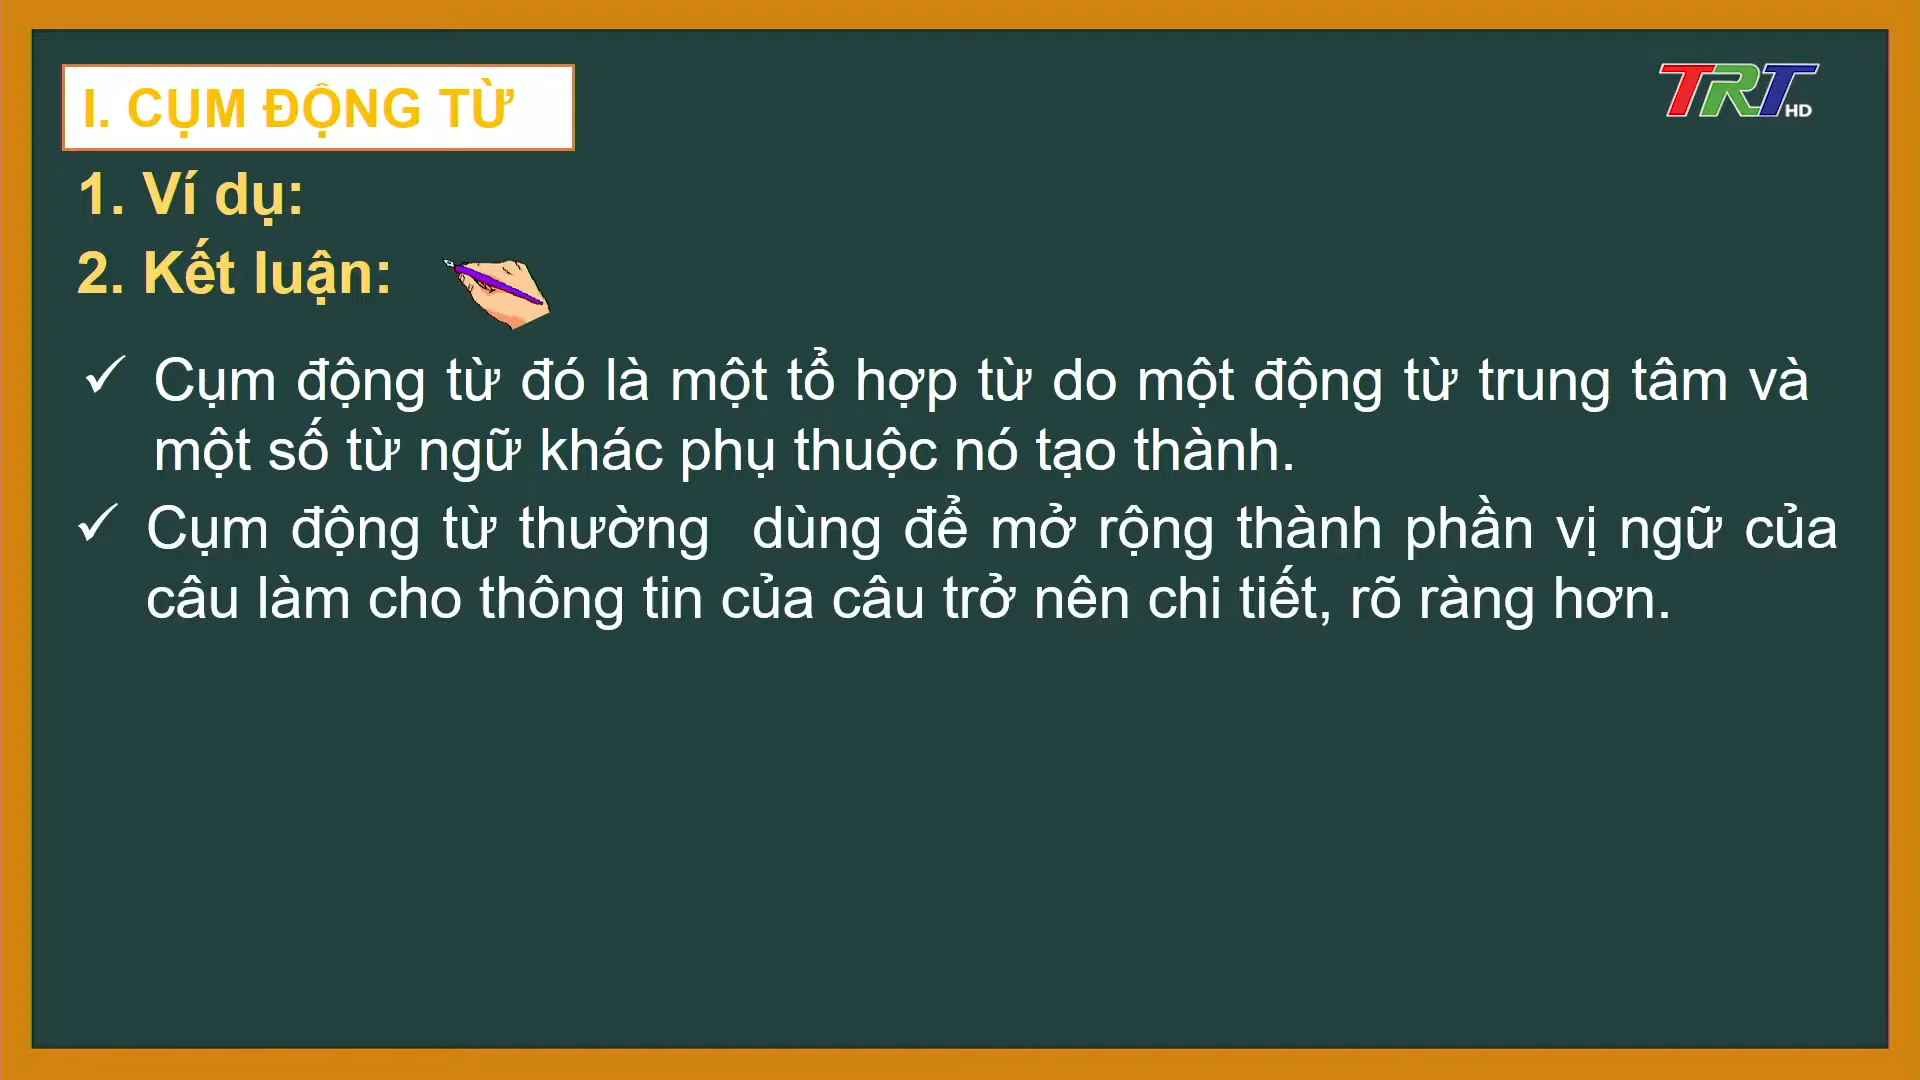 I. CỤM ĐỘNG TỪ
TRT HD
1. Ví dụ:
2. Kết luận:
✓ Cụm động từ đó là một tổ hợp từ do một động từ trung tâm và
một số từ ngữ khác phụ thuộc nó tạo thành.
✓ Cụm động từ thường dùng để mở rộng thành phần vị ngữ của
câu làm cho thông tin của câu trở nên chi tiết, rõ ràng hơn.